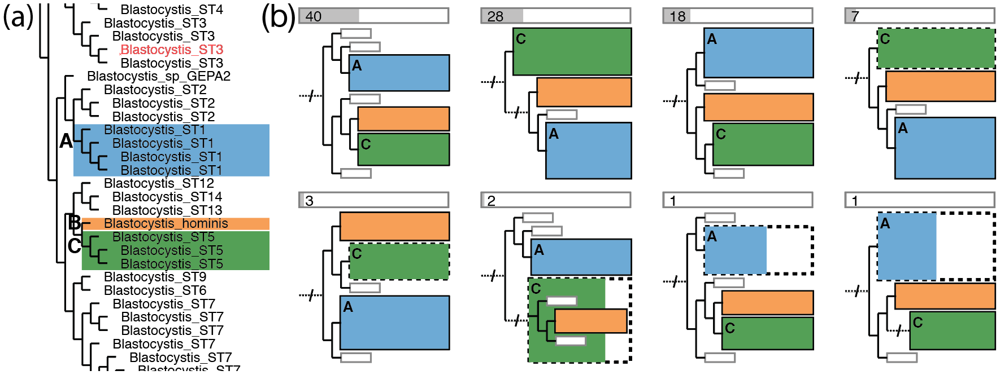 (a)
Blastocystis_ST4
Blastocystis_ST3
Blastocystis_ST3
Blastocystis_ST3
Blastocystis_ST3
Blastocystis_sp_GEPA2
Blastocystis_ST2
Blastocystis_ST2
Blastocystis_ST2
Blastocystis_ST1
A
Blastocystis_ST1
Blastocystis_ST1
Blastocystis_ST1
Blastocystis_ST12
Blastocystis_ST14
Blastocystis_ST13
B
Blastocystis_hominis
Blastocystis_ST5
C
Blastocystis_ST5
Blastocystis_ST5
Blastocystis_ST9
Blastocystis_ST6
Blastocystis_ST7
Blastocystis_ST7
Blastocystis_ST7
Blastocystis_ST7
Blastocystis_ST7
Blastocystis_ST7
(b)
40
A
C
28
C
A
18
A
C
7
C
A
3
C
A
2
A
C
1
A
C
1
A
C